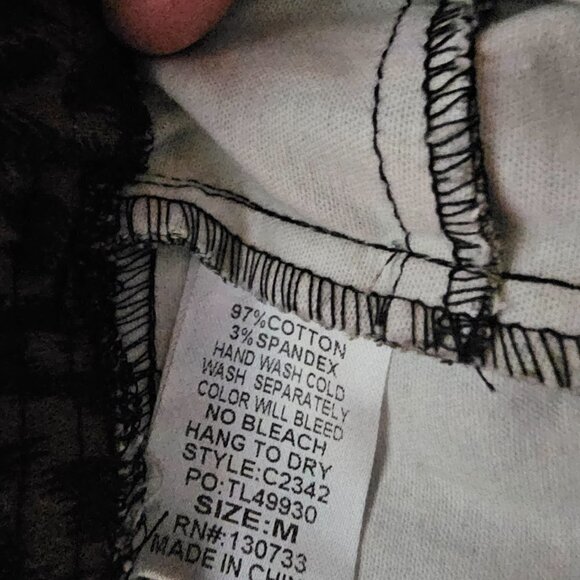 97%COTTON
3%SPANDEX
HAND WASH COLD
WASH SEPARATELY
COLOR WILL BLEED
NO BLEACH
HANG TO DRY
STYLE:C2342
PO:TL49930
SIZE:M
RN#:130733
MADE IN